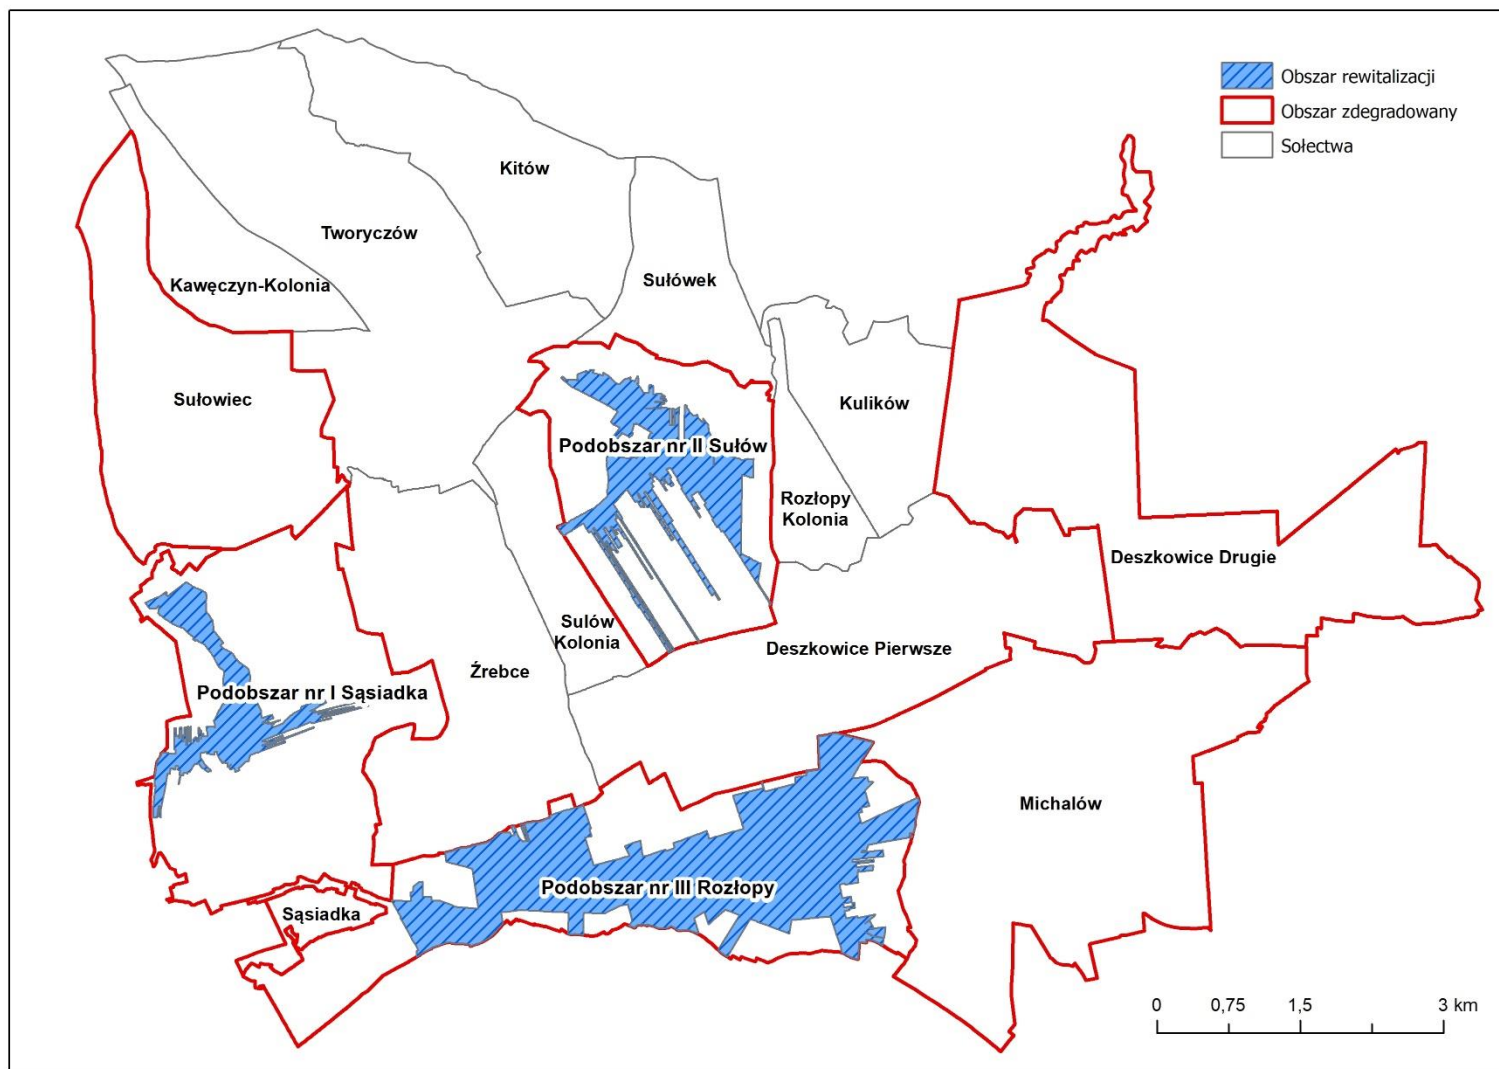 Obszar rewitalizacji
Obszar zdegradowany
Sołectwa
Kitów
Tworyczów
Sułówek
Kawęczyn-Kolonia
Sułowiec
Kulików
Podobszar nr II Sułów
Rozłopy
Kolonia
Deszkowice Drugie
Sulów
Kolonia
Deszkowice Pierwsze
Źrebce
Podobszar nr I Sąsiadka
Michalów
Podobszar nr III Rozłopy
Sąsiadka
0 0,75 1,5 3 km